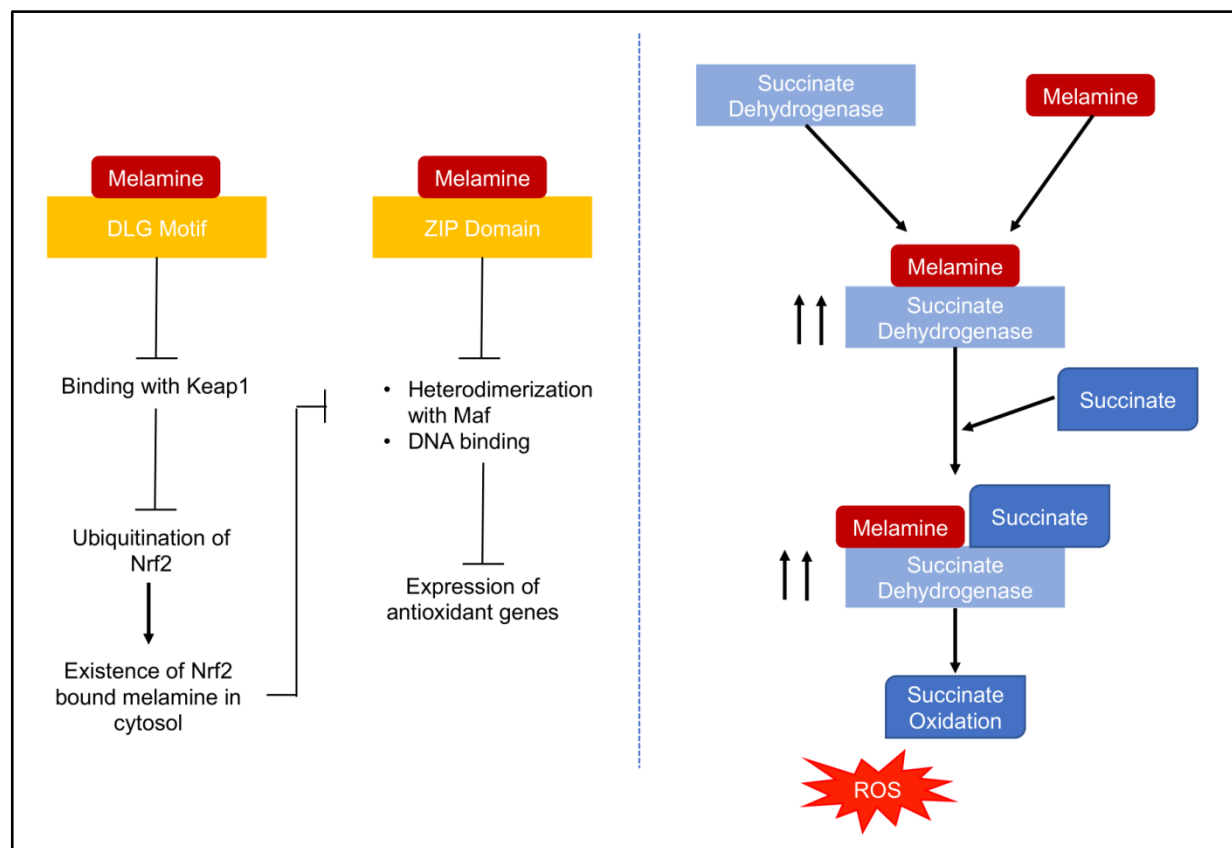 Melamine
DLG Motif
Binding with Keap1
Ubiquitination of
Nrf2
Existence of Nrf2
bound melamine in
cytosol
Melamine
ZIP Domain
• Heterodimerization
with Maf
• DNA binding
Expression of
antioxidant genes
Succinate
Dehydrogenase
Melamine
Melamine
Succinate
Dehydrogenase
Succinate
Melamine
Succinate
Succinate
Dehydrogenase
Succinate
Oxidation
ROS